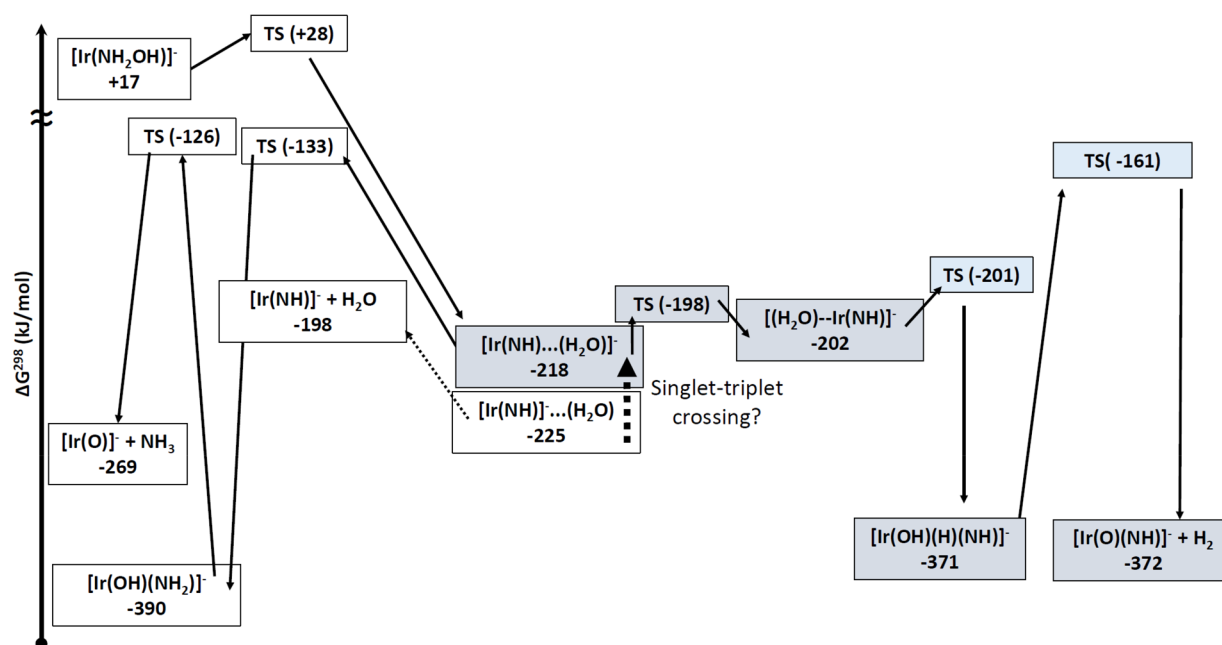 ΔG²⁹⁸ (kJ/mol)
[Ir(NH₂OH)]⁻
+17
TS (+28)
TS (-126)
TS (-133)
[Ir(NH)]⁻ + H₂O
-198
[Ir(O)]⁻ + NH₃
-269
[Ir(OH)(NH₂)]⁻
-390
[Ir(NH)...(H₂O)]⁻
-218
[Ir(NH)]⁻...(H₂O)
-225
Singlet-triplet
crossing?
TS (-198)
[(H₂O)--Ir(NH)]⁻
-202
TS (-201)
[Ir(OH)(H)(NH)]⁻
-371
TS( -161)
[Ir(O)(NH)]⁻ + H₂
-372